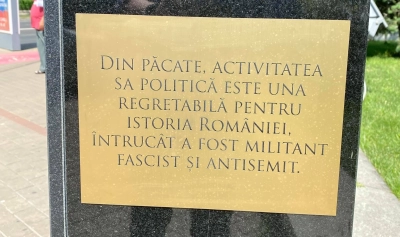 DIN PĂCATE, ACTIVITATEA
SA POLITICĂ ESTE UNA
REGRETABILĂ PENTRU
ISTORIA ROMÂNIEI,
ÎNTRUCÂT A FOST MILITANT
FASCIST ȘI ANTISEMIT.